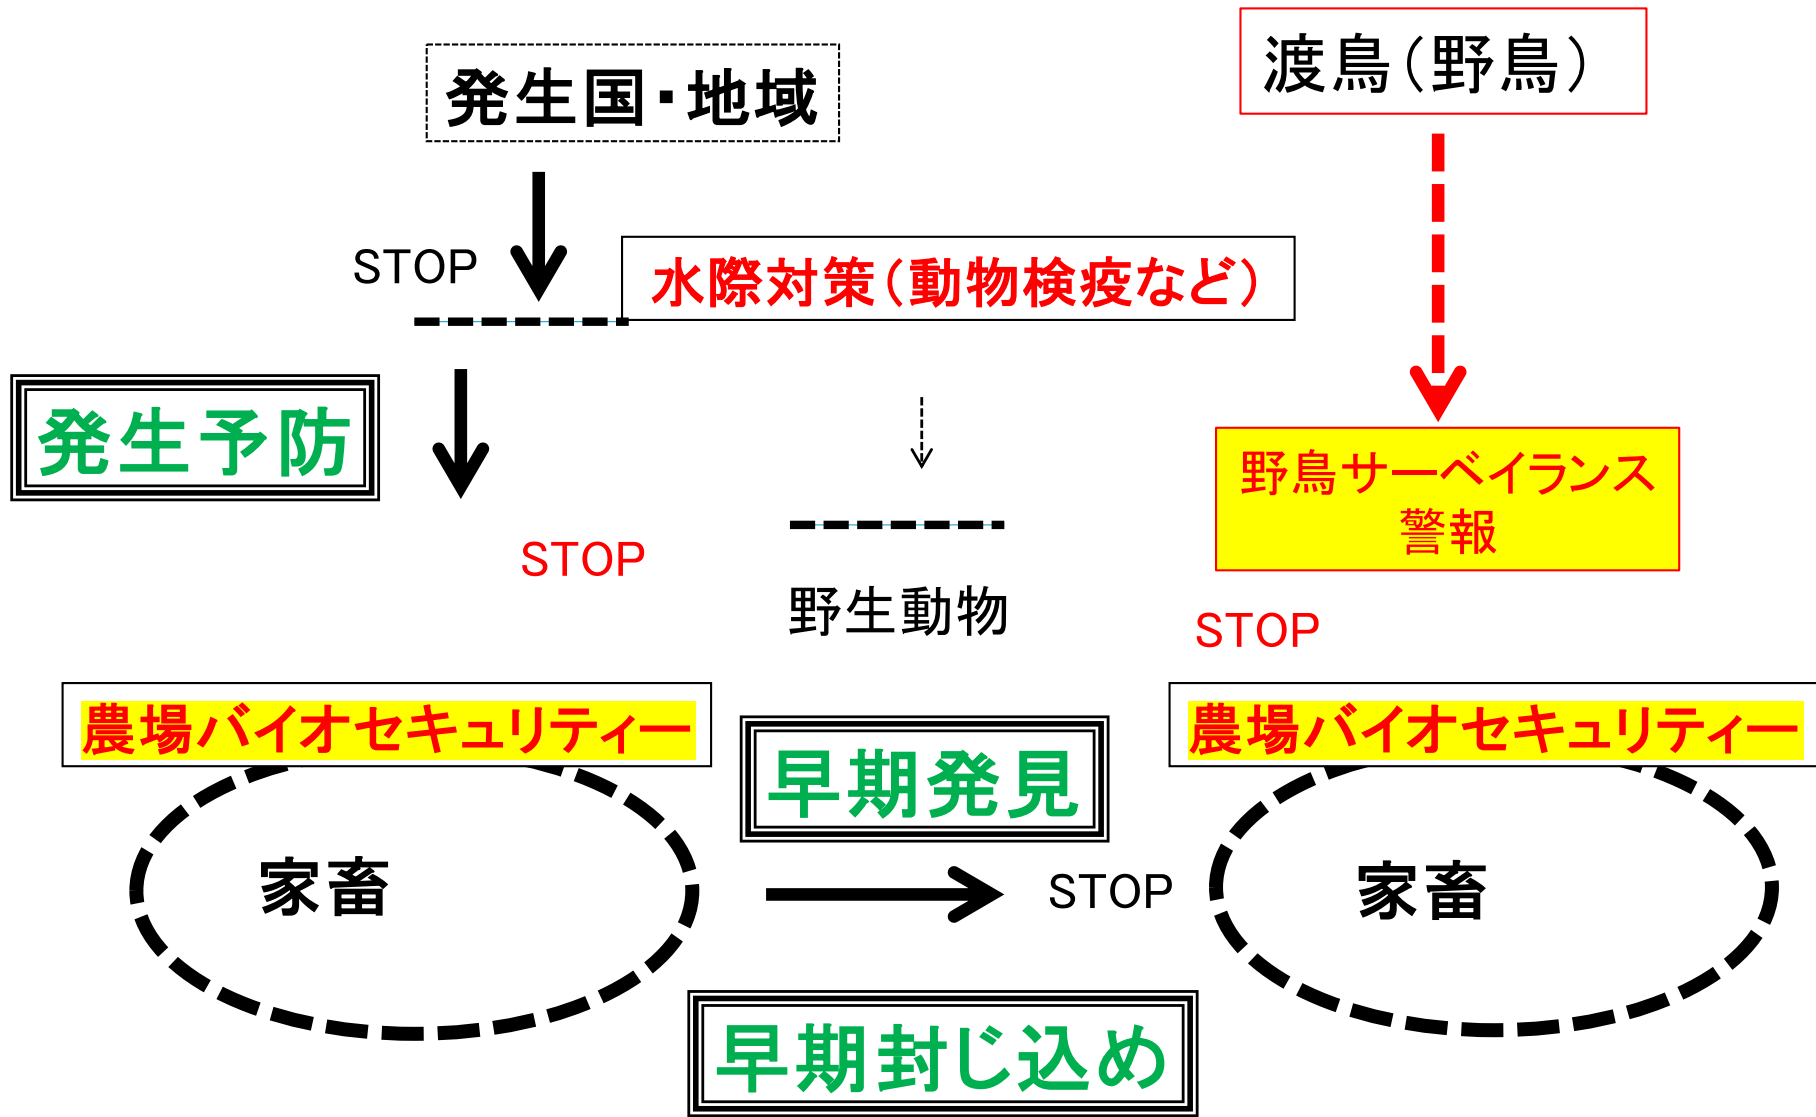 発生国・地域
渡鳥（野鳥）
STOP
水際対策（動物検疫など）
発生予防
野鳥サーベイランス
警報
STOP
野生動物
STOP
農場バイオセキュリティー
農場バイオセキュリティー
早期発見
家畜
STOP
家畜
早期封じ込め